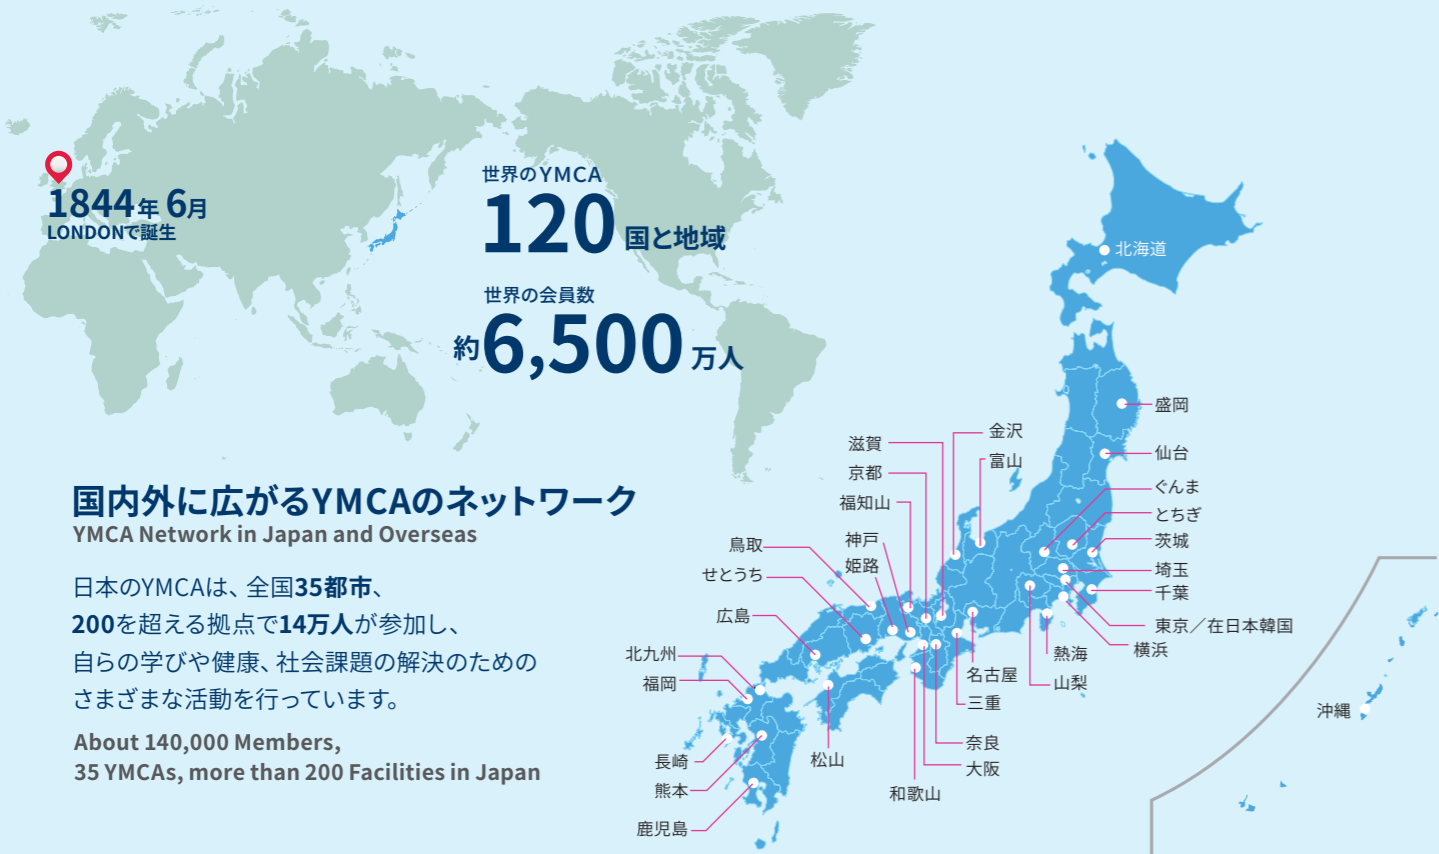 1844年 6月
LONDONで誕生
世界のYMCA
120 国と地域
世界の会員数
約6,500万人
国内外に広がるYMCAのネットワーク
YMCA Network in Japan and Overseas
日本のYMCAは、全国35都市、
200を超える拠点で14万人が参加し、
自らの学びや健康、社会課題の解決のための
さまざまな活動を行っています。
About 140,000 Members,
35 YMCAs, more than 200 Facilities in Japan
北海道
盛岡
仙台
ぐんま
とちぎ
茨城
埼玉
千葉
東京／在日本韓国
横浜
熱海
山梨
名古屋
三重
奈良
大阪
和歌山
松山
金沢
富山
滋賀
京都
福知山
神戸
姫路
鳥取
せとうち
広島
北九州
福岡
長崎
熊本
鹿児島
沖縄